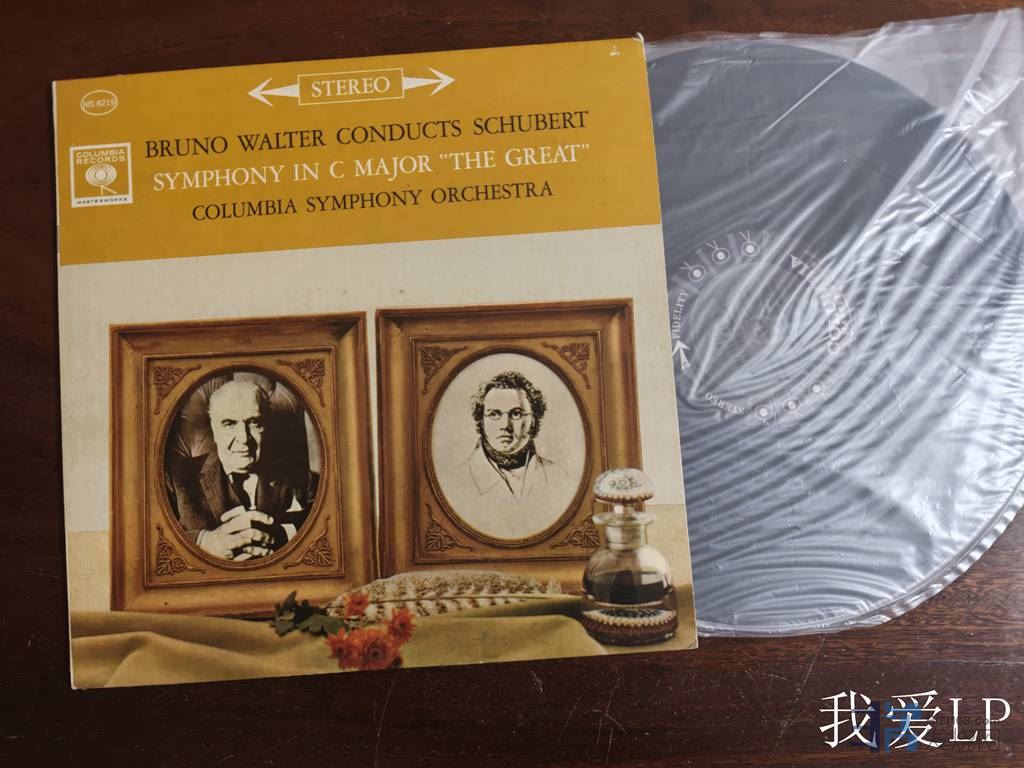 STEREO
MS 6219
COLUMBIA
RECORDS
MASTERWORKS
BRUNO WALTER CONDUCTS SCHUBERT
SYMPHONY IN C MAJOR "THE GREAT"
COLUMBIA SYMPHONY ORCHESTRA
FIDELITY
STEREO
我爱LP